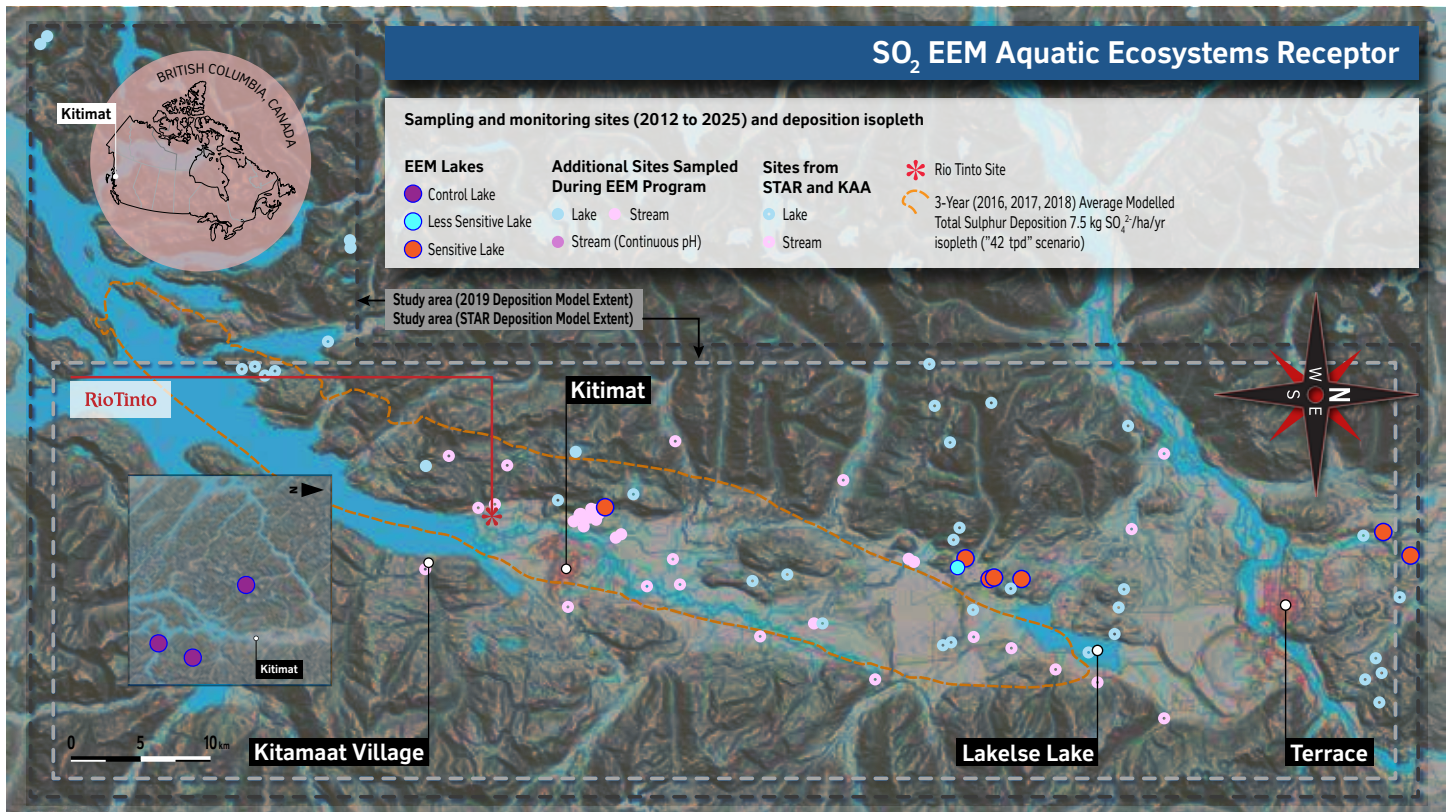 SO₂ EEM Aquatic Ecosystems Receptor
BRITISH COLUMBIA, CANADA
Kitimat
Sampling and monitoring sites (2012 to 2025) and deposition isopleth
EEM Lakes
Control Lake
Less Sensitive Lake
Sensitive Lake
Additional Sites Sampled
During EEM Program
Lake
Stream
Stream (Continuous pH)
Sites from
STAR and KAA
Lake
Stream
Rio Tinto Site
3-Year (2016, 2017, 2018) Average Modelled
Total Sulphur Deposition 7.5 kg SO₄²⁻/ha/yr
isopleth ("42 tpd" scenario)
Study area (2019 Deposition Model Extent)
Study area (STAR Deposition Model Extent)
RioTinto
Kitimat
N
W
S
E
N
Kitimat
0 5 10 km
Kitamaat Village
Lakelse Lake
Terrace